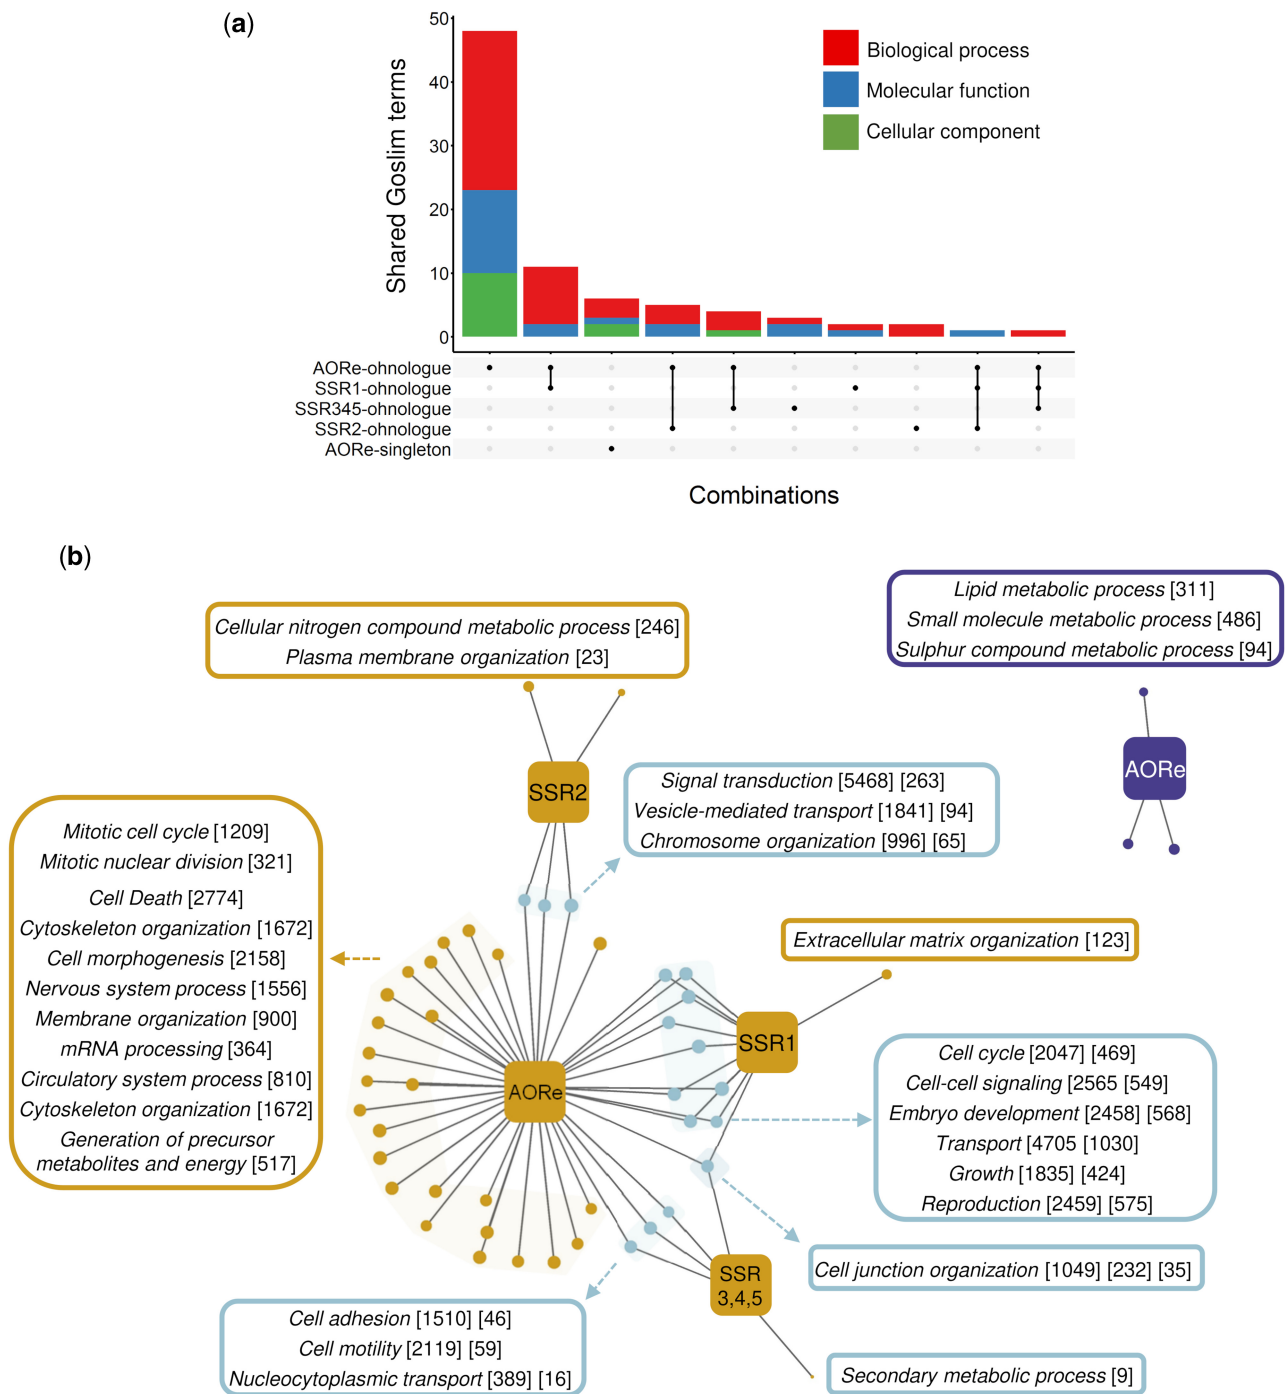 (a)
50
40
30
20
10
0
Shared Goslim terms
Biological process
Molecular function
Cellular component
AORe-ohnologue
SSR1-ohnologue
SSR345-ohnologue
SSR2-ohnologue
AORe-singleton
Combinations
(b)
Lipid metabolic process [311]
Small molecule metabolic process [486]
Sulphur compound metabolic process [94]
Cellular nitrogen compound metabolic process [246]
Plasma membrane organization [23]
AORe
SSR2
Signal transduction [5468] [263]
Vesicle-mediated transport [1841] [94]
Chromosome organization [996] [65]
Mitotic cell cycle [1209]
Mitotic nuclear division [321]
Cell Death [2774]
Cytoskeleton organization [1672]
Cell morphogenesis [2158]
Nervous system process [1556]
Membrane organization [900]
mRNA processing [364]
Circulatory system process [810]
Cytoskeleton organization [1672]
Generation of precursor
metabolites and energy [517]
Extracellular matrix organization [123]
SSR1
AORe
Cell cycle [2047] [469]
Cell-cell signaling [2565] [549]
Embryo development [2458] [568]
Transport [4705] [1030]
Growth [1835] [424]
Reproduction [2459] [575]
Cell junction organization [1049] [232] [35]
SSR
3,4,5
Cell adhesion [1510] [46]
Cell motility [2119] [59]
Nucleocytoplasmic transport [389] [16]
Secondary metabolic process [9]